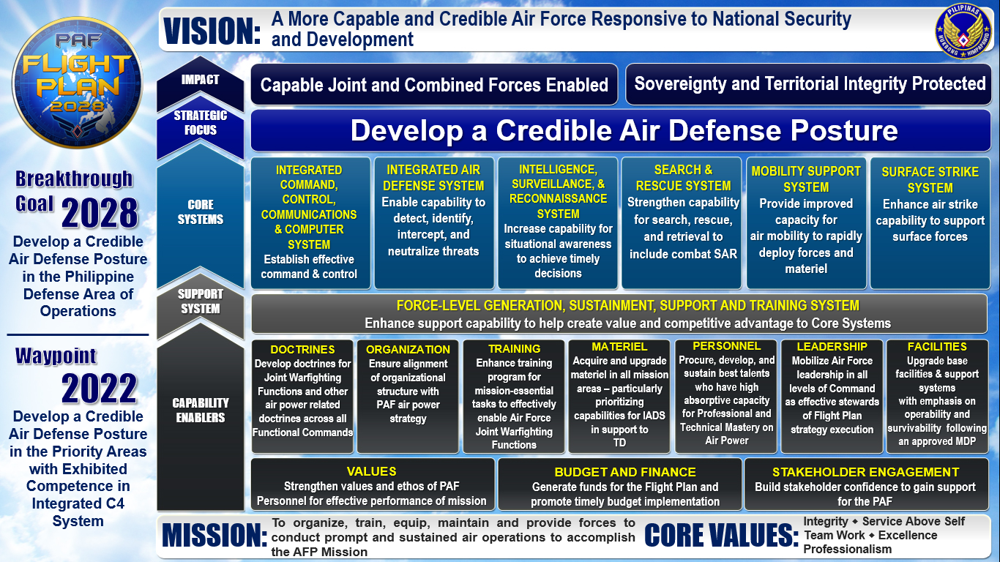 PAF
FLIGHT
PLAN
2028
VISION:
A More Capable and Credible Air Force Responsive to National Security
and Development
PILIPINAS
HUKBONG HIMPAPAWID
IMPACT
Capable Joint and Combined Forces Enabled
Sovereignty and Territorial Integrity Protected
STRATEGIC
FOCUS
Develop a Credible Air Defense Posture
Breakthrough
Goal 2028
Develop a Credible
Air Defense Posture
in the Philippine
Defense Area of
Operations
Waypoint
2022
Develop a Credible
Air Defense Posture
in the Priority Areas
with Exhibited
Competence in
Integrated C4
System
CORE
SYSTEMS
INTEGRATED
COMMAND,
CONTROL,
COMMUNICATIONS
& COMPUTER
SYSTEM
Establish effective
command & control
INTEGRATED AIR
DEFENSE SYSTEM
Enable capability to
detect, identify,
intercept, and
neutralize threats
INTELLIGENCE,
SURVEILLANCE, &
RECONNAISSANCE
SYSTEM
Increase capability for
situational awareness
to achieve timely
decisions
SEARCH &
RESCUE SYSTEM
Strengthen capability
for search, rescue,
and retrieval to
include combat SAR
MOBILITY SUPPORT
SYSTEM
Provide improved
capacity for
air mobility to rapidly
deploy forces and
materiel
SURFACE STRIKE
SYSTEM
Enhance air strike
capability to support
surface forces
SUPPORT
SYSTEM
FORCE-LEVEL GENERATION, SUSTAINMENT, SUPPORT AND TRAINING SYSTEM
Enhance support capability to help create value and competitive advantage to Core Systems
CAPABILITY
ENABLERS
DOCTRINES
Develop doctrines for
Joint Warfighting
Functions and other
air power related
doctrines across all
Functional Commands
ORGANIZATION
Ensure alignment
of organizational
structure with
PAF air power
strategy
TRAINING
Enhance training
program for
mission-essential
tasks to effectively
enable Air Force
Joint Warfighting
Functions
MATERIEL
Acquire and upgrade
materiel in all mission
areas – particularly
prioritizing
capabilities for IADS
in support to
TD
PERSONNEL
Procure, develop, and
sustain best talents
who have high
absorptive capacity
for Professional and
Technical Mastery on
Air Power
LEADERSHIP
Mobilize Air Force
leadership in all
levels of Command
as effective stewards
of Flight Plan
strategy execution
FACILITIES
Upgrade base
facilities & support
systems
with emphasis on
operability and
survivability following
an approved MDP
VALUES
Strengthen values and ethos of PAF
Personnel for effective performance of mission
BUDGET AND FINANCE
Generate funds for the Flight Plan and
promote timely budget implementation
STAKEHOLDER ENGAGEMENT
Build stakeholder confidence to gain support
for the PAF
MISSION:
To organize, train, equip, maintain and provide forces to
conduct prompt and sustained air operations to accomplish
the AFP Mission
CORE VALUES:
Integrity ♦ Service Above Self
Team Work ♦ Excellence
Professionalism